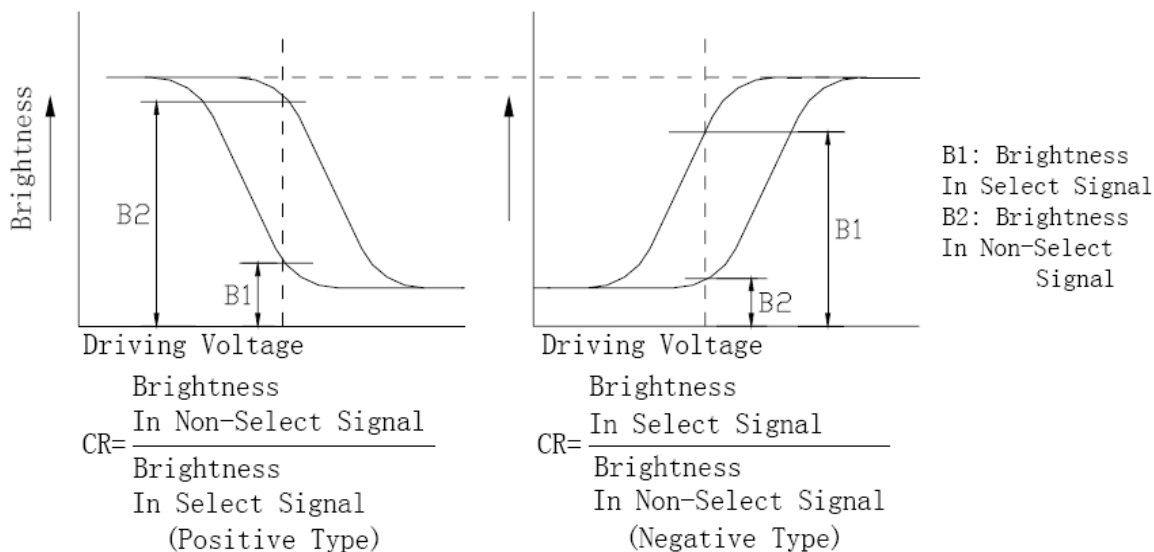 Brightness
B2
B1
Driving Voltage
CR=
Brightness
In Non-Select Signal
Brightness
In Select Signal
(Positive Type)
B1
B2
Driving Voltage
CR=
Brightness
In Select Signal
Brightness
In Non-Select Signal
(Negative Type)
B1: Brightness
In Select Signal
B2: Brightness
In Non-Select
Signal